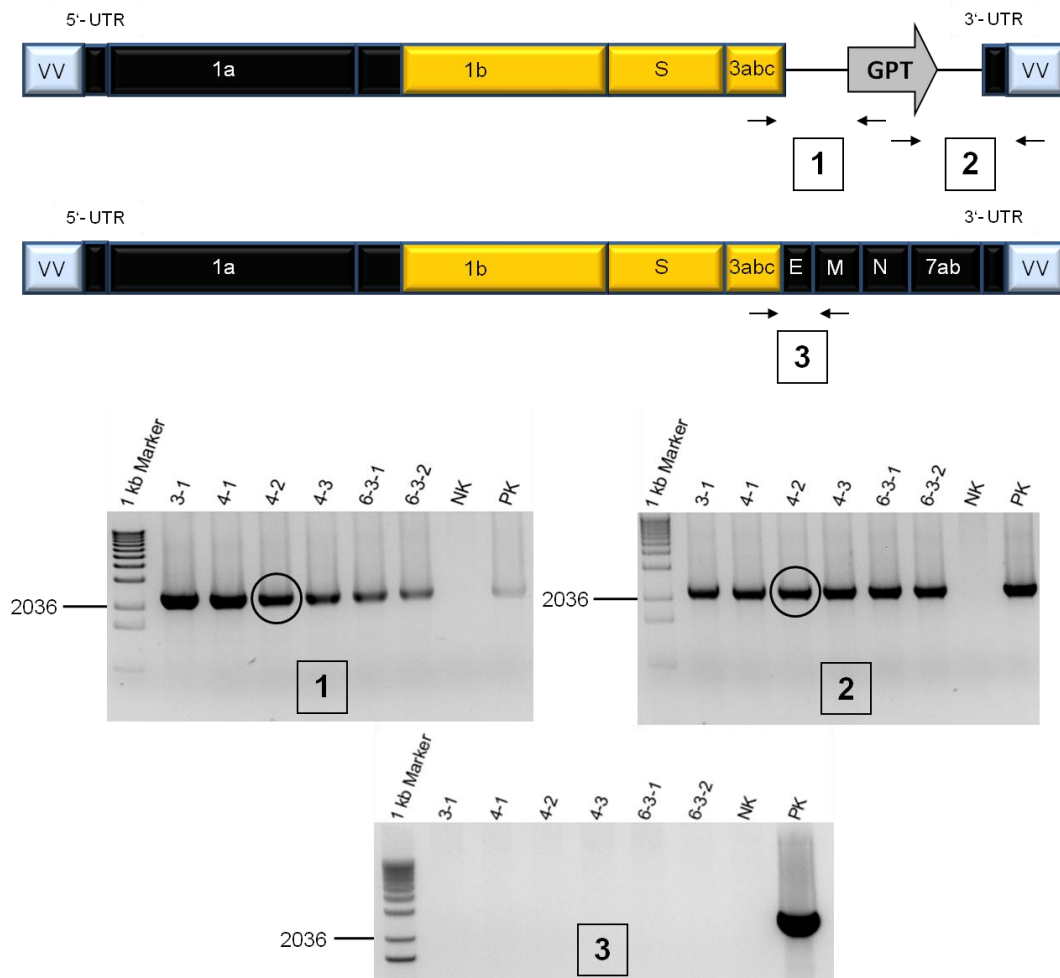 5‘- UTR 3‘- UTR
VV 1a 1b S 3abc GPT VV
1 2
5‘- UTR 3‘- UTR
VV 1a 1b S 3abc E M N 7ab VV
3
1 kb Marker 3-1 4-1 4-2 4-3 6-3-1 6-3-2 NK PK
2036
1
1 kb Marker 3-1 4-1 4-2 4-3 6-3-1 6-3-2 NK PK
2036
2
1 kb Marker 3-1 4-1 4-2 4-3 6-3-1 6-3-2 NK PK
2036
3